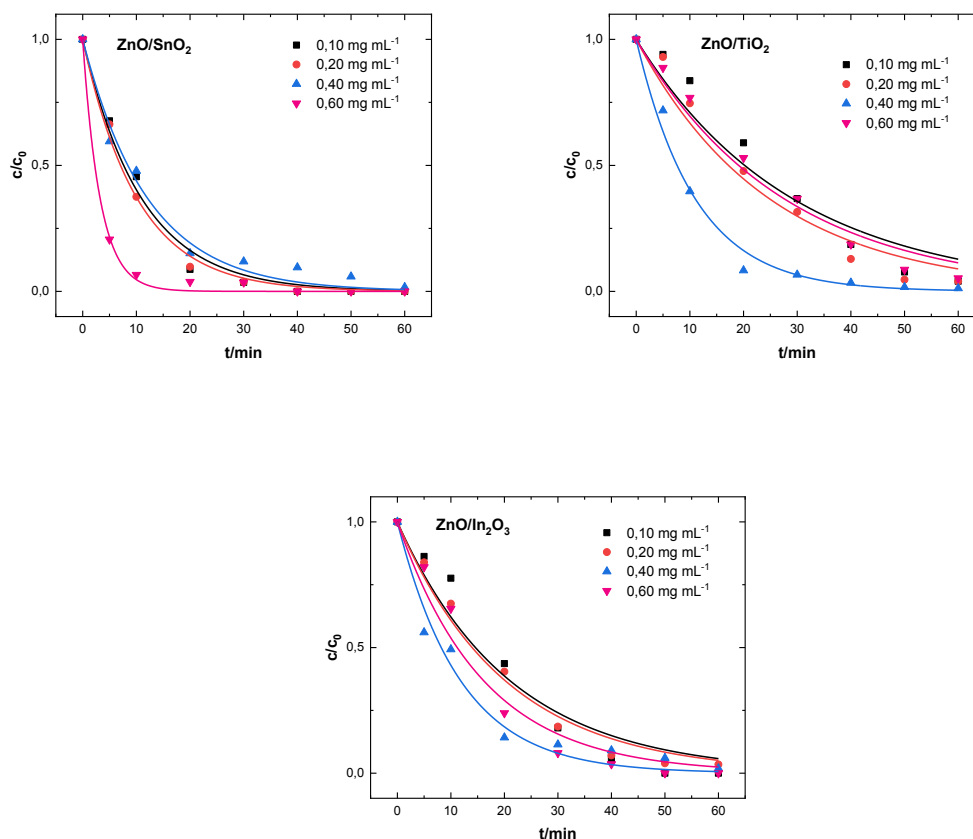 ZnO/SnO₂
0,10 mg mL⁻¹
0,20 mg mL⁻¹
0,40 mg mL⁻¹
0,60 mg mL⁻¹
1,0
0,5
0,0
c/c₀
0 10 20 30 40 50 60
t/min
ZnO/TiO₂
0,10 mg mL⁻¹
0,20 mg mL⁻¹
0,40 mg mL⁻¹
0,60 mg mL⁻¹
1,0
0,5
0,0
c/c₀
0 10 20 30 40 50 60
t/min
ZnO/In₂O₃
0,10 mg mL⁻¹
0,20 mg mL⁻¹
0,40 mg mL⁻¹
0,60 mg mL⁻¹
1,0
0,5
0,0
c/c₀
0 10 20 30 40 50 60
t/min